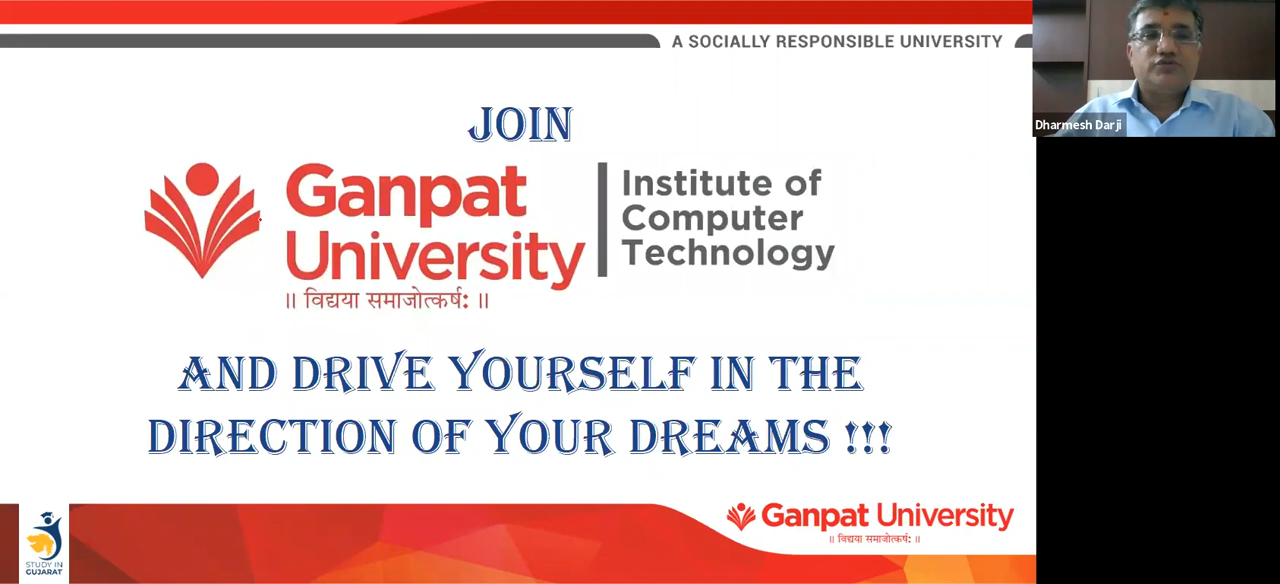 A SOCIALLY RESPONSIBLE UNIVERSITY
Dharmesh Darji
JOIN
Ganpat
University
॥ विद्यया समाजोत्कर्ष: ॥
Institute of
Computer
Technology
AND DRIVE YOURSELF IN THE
DIRECTION OF YOUR DREAMS !!!
STUDY IN
GUJARAT
Ganpat University
॥ विद्यया समाजोत्कर्ष: ॥